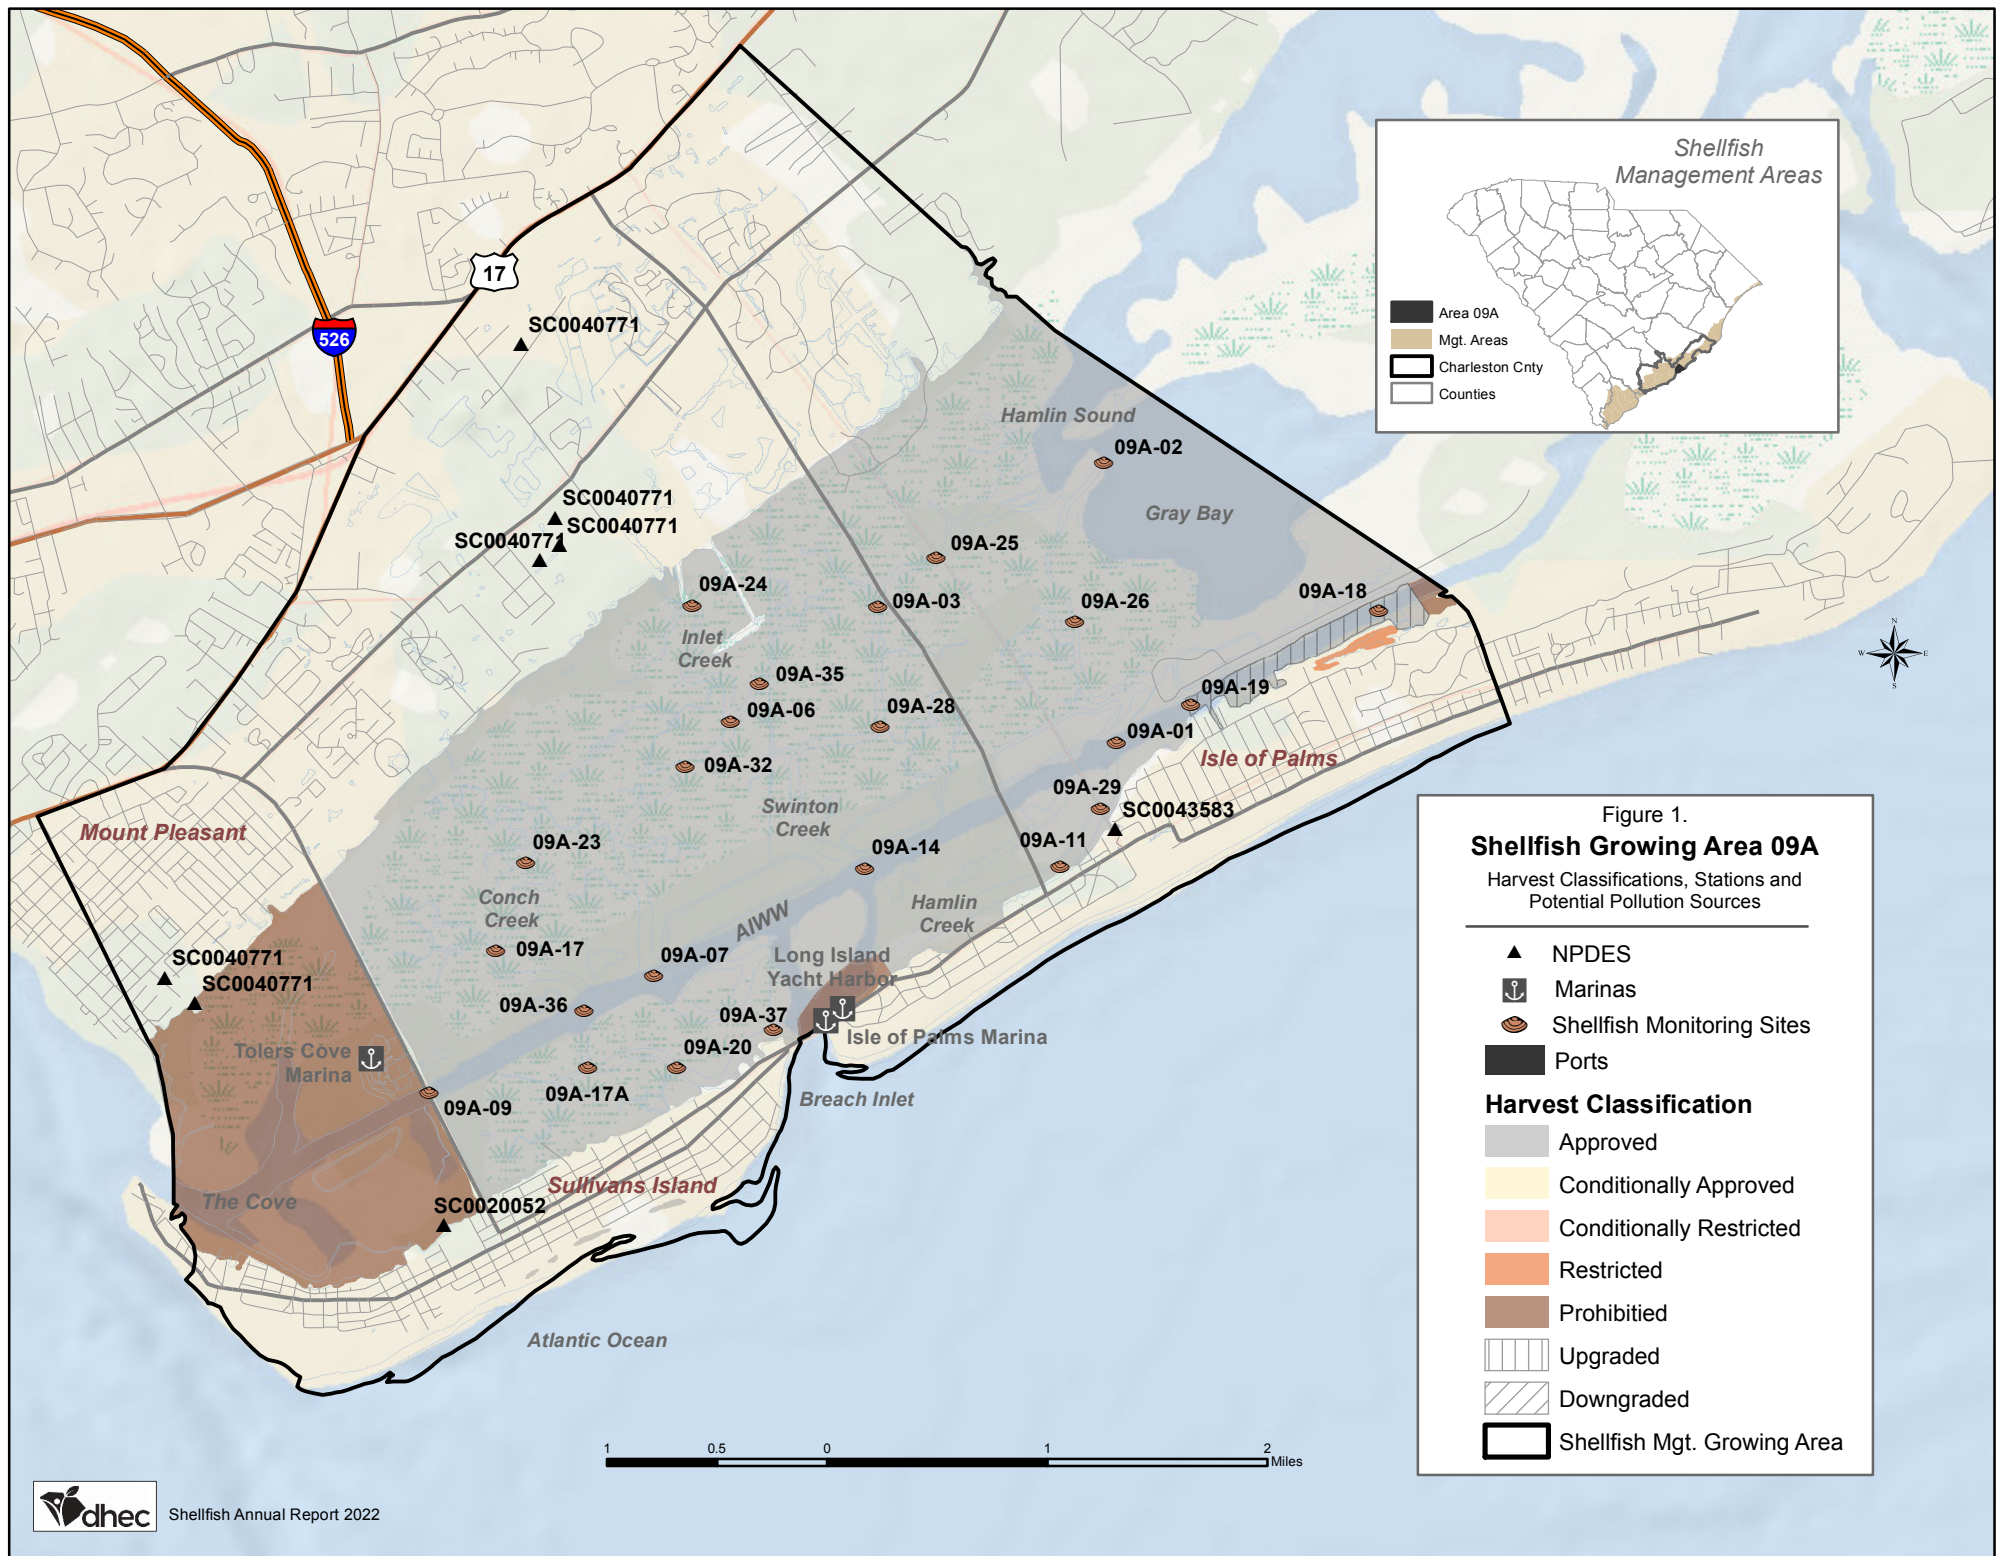 Shellfish
Management Areas
Area 09A
Mgt. Areas
Charleston Cnty
Counties
17
526
SC0040771
SC0040771
SC0040771
SC0040771
Hamlin Sound
09A-02
Gray Bay
09A-25
09A-24
09A-03
09A-26
09A-18
Inlet
Creek
09A-35
09A-06
09A-28
09A-19
09A-01
09A-32
Isle of Palms
N
W
E
S
09A-29
SC0043583
Swinton
Creek
Mount Pleasant
09A-23
09A-14
09A-11
Conch
Creek
Hamlin
Creek
AIWW
09A-17
09A-07
Long Island
Yacht Harbor
SC0040771
SC0040771
09A-36
09A-37
Isle of Palms Marina
09A-20
Tolers Cove
Marina
09A-17A
09A-09
Breach Inlet
Sullivans Island
SC0020052
The Cove
Atlantic Ocean
Figure 1.
Shellfish Growing Area 09A
Harvest Classifications, Stations and
Potential Pollution Sources
NPDES
Marinas
Shellfish Monitoring Sites
Ports
Harvest Classification
Approved
Conditionally Approved
Conditionally Restricted
Restricted
Prohibitied
Upgraded
Downgraded
Shellfish Mgt. Growing Area
1 0.5 0 1 2
Miles
dhec
Shellfish Annual Report 2022